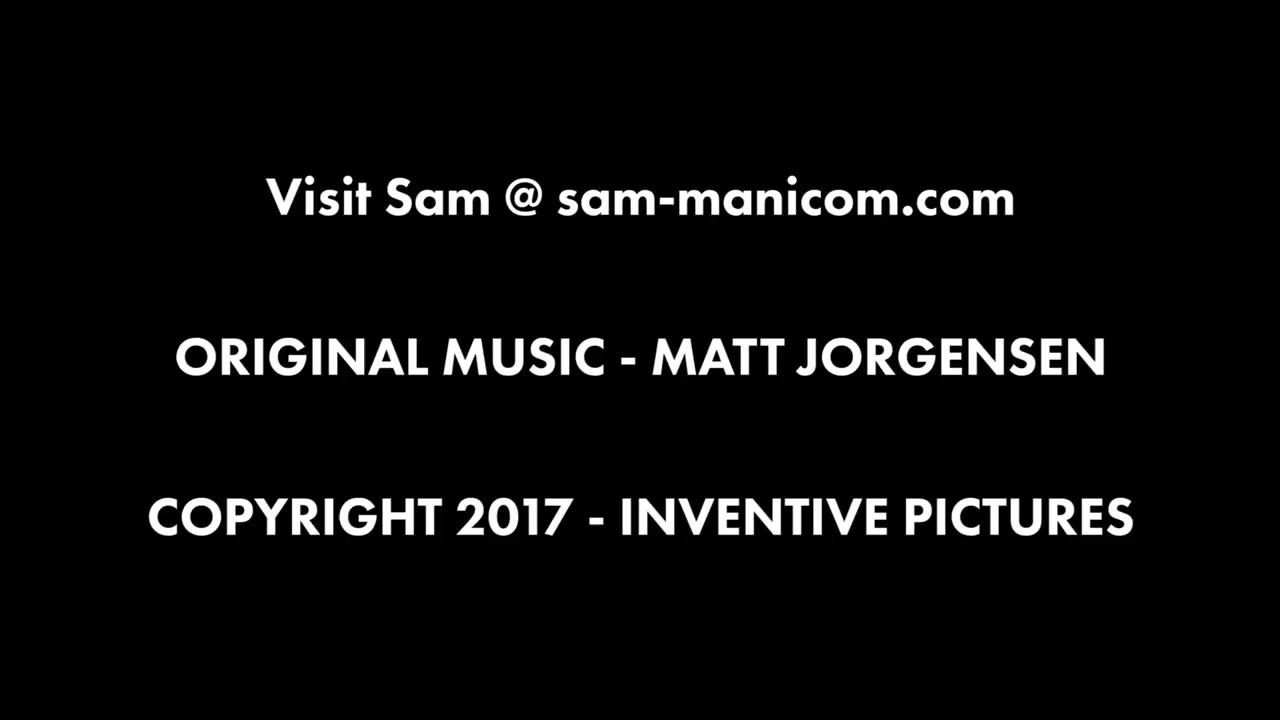 Visit Sam @ sam-manicom.com
ORIGINAL MUSIC - MATT JORGENSEN
COPYRIGHT 2017 - INVENTIVE PICTURES